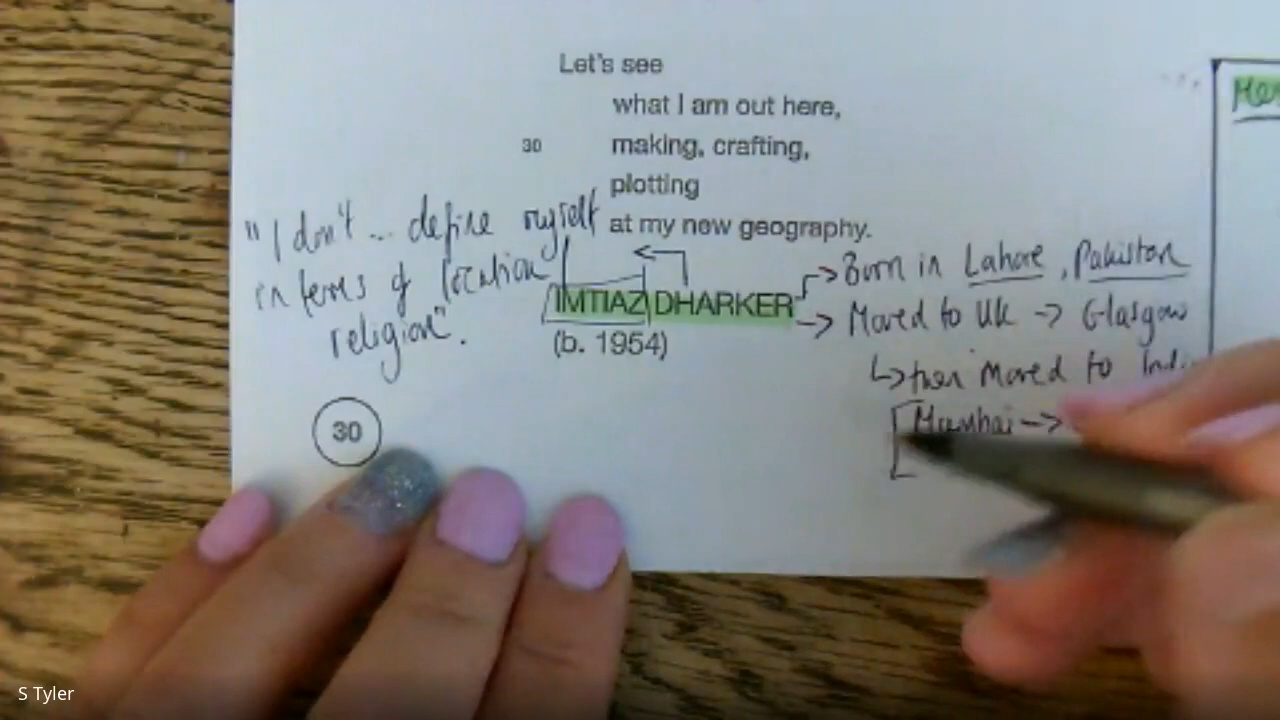 Let's see
what I am out here,
30 making, crafting,
plotting
at my new geography.
"I don't ... define myself
in terms of location
religion".
IMTIAZ DHARKER
(b. 1954)
→ Born in Lahore, Pakistan
→ Moved to UK → Glasgow
↳ then moved to
[Mumbai →
30
S Tyler